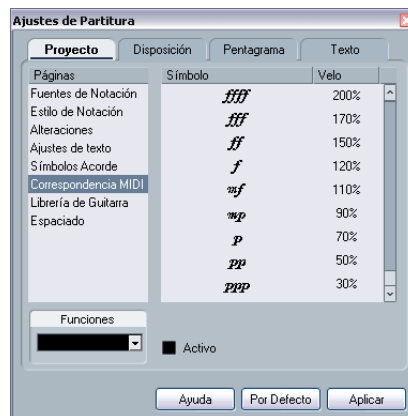 Ajustes de Partitura
Proyecto Disposición Pentagrama Texto
Páginas Símbolo Velo
Fuentes de Notación
Estilo de Notación
Alteraciones
Ajustes de texto
Símbolos Acorde
Correspondencia MIDI
Librería de Guitarra
Espaciado
ffff 200%
fff 170%
ff 150%
f 120%
mf 110%
mp 90%
p 70%
pp 50%
ppp 30%
Funciones
Activo
Ayuda Por Defecto Aplicar